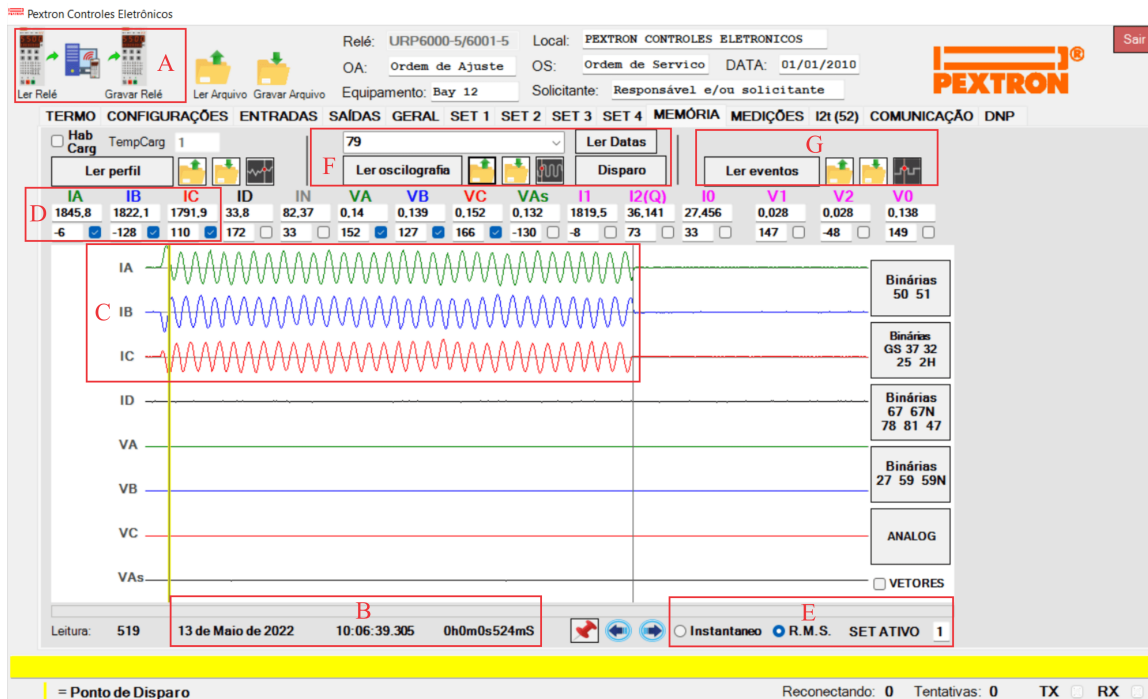 Pextron Controles Eletrônicos
Relé: URP6000-5/6001-5 Local: PEXTRON CONTROLES ELETRONICOS
Sair
A
OA: Ordem de Ajuste OS: Ordem de Servico DATA: 01/01/2010
PEXTRON®
Ler Relé Gravar Relé Ler Arquivo Gravar Arquivo Equipamento: Bay 12 Solicitante: Responsável e/ou solicitante
TERMO CONFIGURAÇÕES ENTRADAS SAÍDAS GERAL SET 1 SET 2 SET 3 SET 4 MEMÓRIA MEDIÇÕES I2t (52) COMUNICAÇÃO DNP
Hab Carg TempCarg 1 79 Ler Datas G
Ler perfil F Ler oscilografia Disparo Ler eventos
IA IB IC ID IN VA VB VC VAs I1 I2(Q) I0 V1 V2 V0
D 1845,8 1822,1 1791,9 33,8 82,37 0,14 0,139 0,152 0,132 1819,5 36,141 27,456 0,028 0,028 0,138
-6 -128 110 172 33 152 127 166 -130 -8 73 33 147 -48 149
IA
Binárias
50 51
C IB
Binárias
GS 37 32
25 2H
IC
ID
Binárias
67 67N
78 81 47
VA
Binárias
27 59 59N
VB
VC
ANALOG
VAs
VETORES
B E
Leitura: 519 13 de Maio de 2022 10:06:39.305 0h0m0s524mS Instantaneo R.M.S. SET ATIVO 1
= Ponto de Disparo Reconectando: 0 Tentativas: 0 TX RX